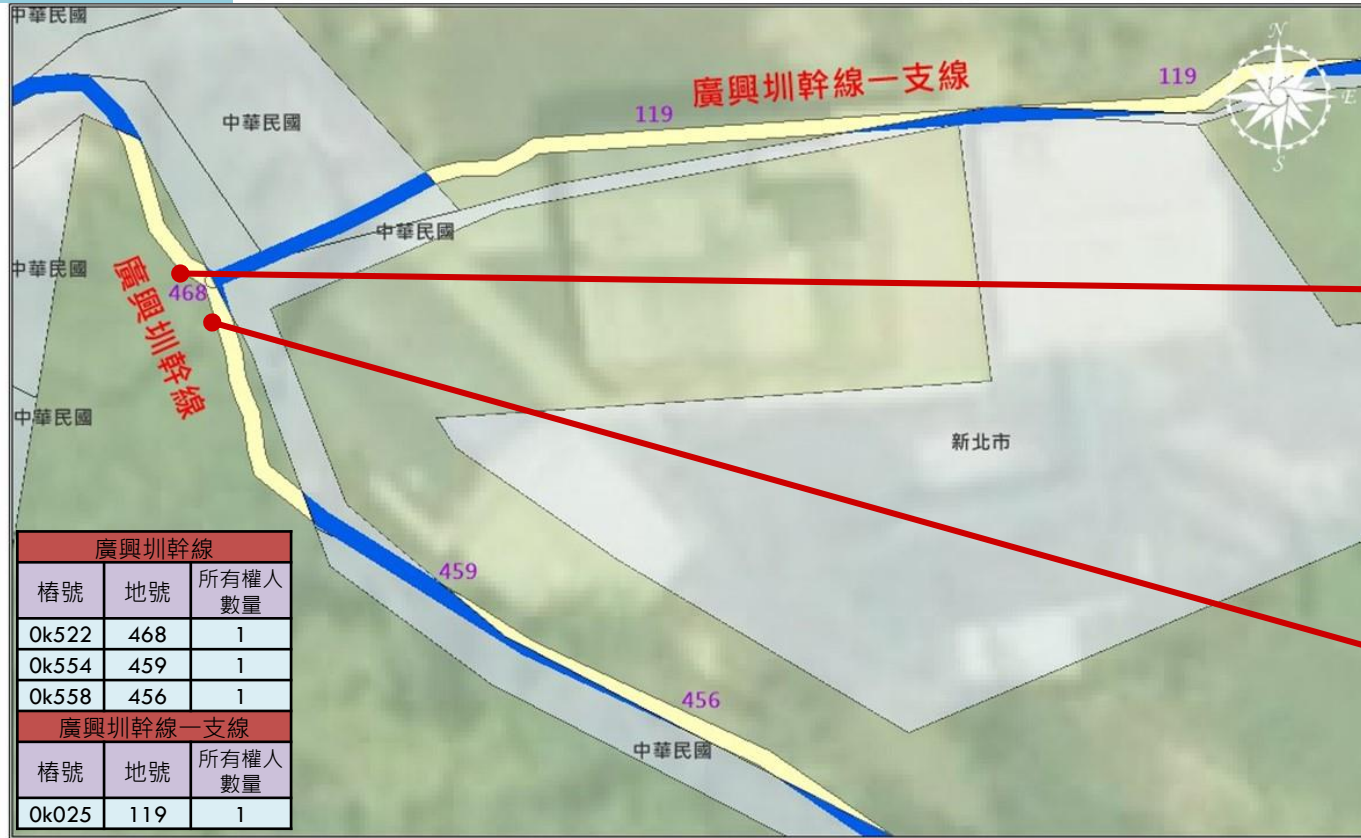 中華民國
廣興圳幹線一支線
119
119
N
E
S
中華民國
中華民國
中華民國
468
廣興圳幹線
中華民國
新北市
459
456
中華民國
廣興圳幹線
樁號 地號 所有權人
數量
0k522 468 1
0k554 459 1
0k558 456 1
廣興圳幹線一支線
樁號 地號 所有權人
數量
0k025 119 1